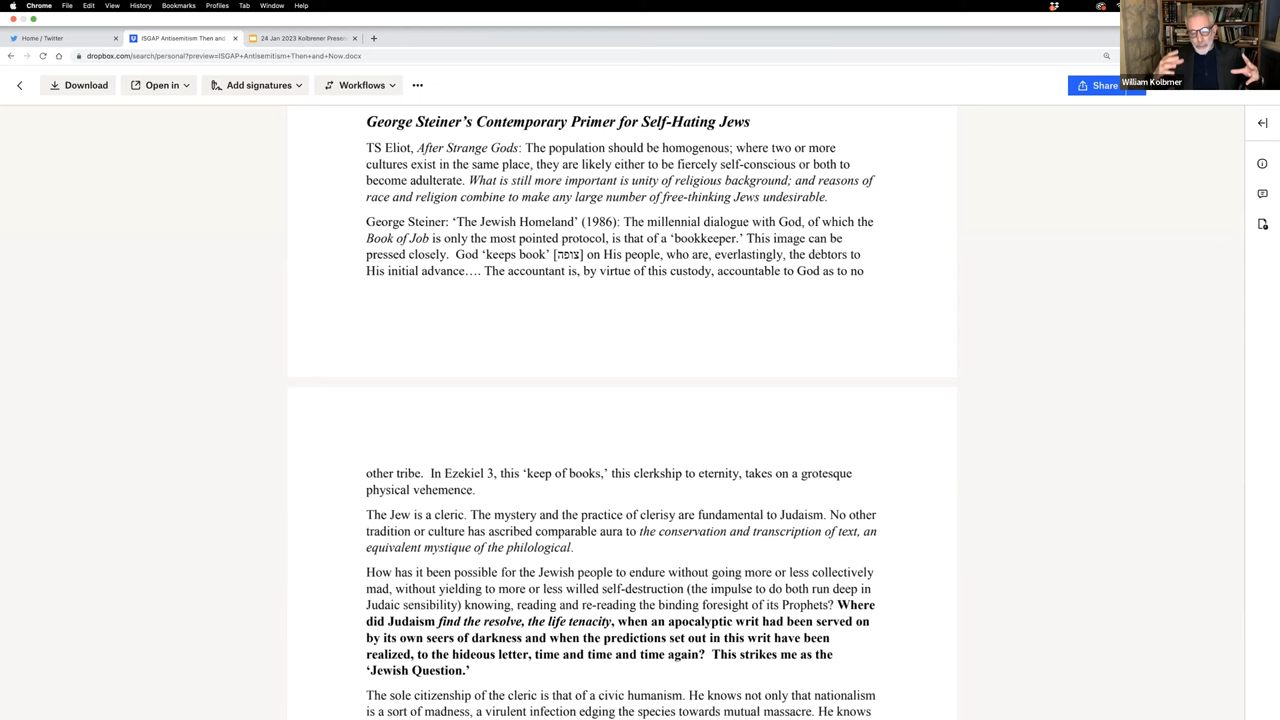 Chrome File Edit View History Bookmarks Profiles Tab Window Help
Home / Twitter
ISGAP Antisemitism Then and
24 Jan 2023 Kolbrener Presen
dropbox.com/search/personal?preview=ISGAP+Antisemitism+Then+and+Now.docx
Download
Open in
Add signatures
Workflows
Share
William Kolbrner
George Steiner’s Contemporary Primer for Self-Hating Jews
TS Eliot, After Strange Gods: The population should be homogenous; where two or more
cultures exist in the same place, they are likely either to be fiercely self-conscious or both to
become adulterate. What is still more important is unity of religious background; and reasons of
race and religion combine to make any large number of free-thinking Jews undesirable.
George Steiner: ‘The Jewish Homeland’ (1986): The millennial dialogue with God, of which the
Book of Job is only the most pointed protocol, is that of a ‘bookkeeper.’ This image can be
pressed closely. God ‘keeps book’ [צופה] on His people, who are, everlastingly, the debtors to
His initial advance…. The accountant is, by virtue of this custody, accountable to God as to no
other tribe. In Ezekiel 3, this ‘keep of books,’ this clerkship to eternity, takes on a grotesque
physical vehemence.
The Jew is a cleric. The mystery and the practice of clerisy are fundamental to Judaism. No other
tradition or culture has ascribed comparable aura to the conservation and transcription of text, an
equivalent mystique of the philological.
How has it been possible for the Jewish people to endure without going more or less collectively
mad, without yielding to more or less willed self-destruction (the impulse to do both run deep in
Judaic sensibility) knowing, reading and re-reading the binding foresight of its Prophets? Where
did Judaism find the resolve, the life tenacity, when an apocalyptic writ had been served on
by its own seers of darkness and when the predictions set out in this writ have been
realized, to the hideous letter, time and time and time again? This strikes me as the
‘Jewish Question.’
The sole citizenship of the cleric is that of a civic humanism. He knows not only that nationalism
is a sort of madness, a virulent infection edging the species towards mutual massacre. He knows